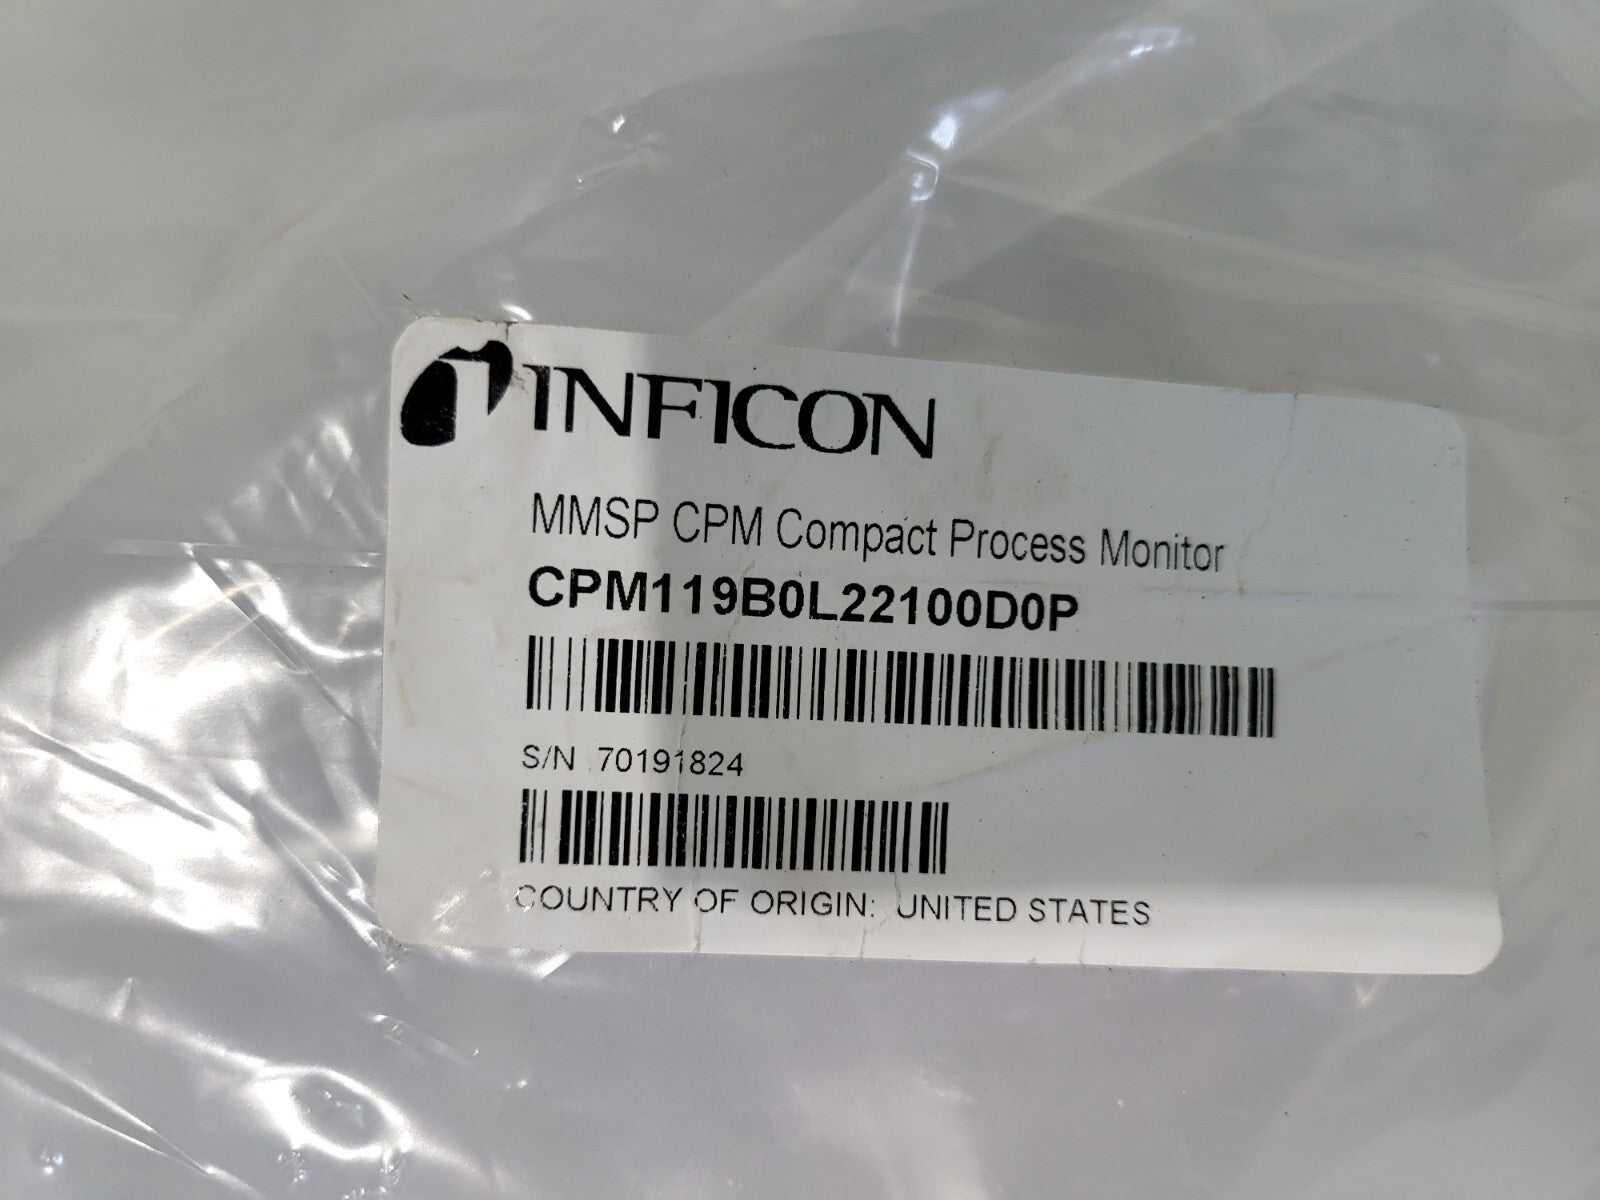 INFICON
MMSP CPM Compact Process Monitor
CPM119B0L22100D0P
S/N 70191824
COUNTRY OF ORIGIN: UNITED STATES